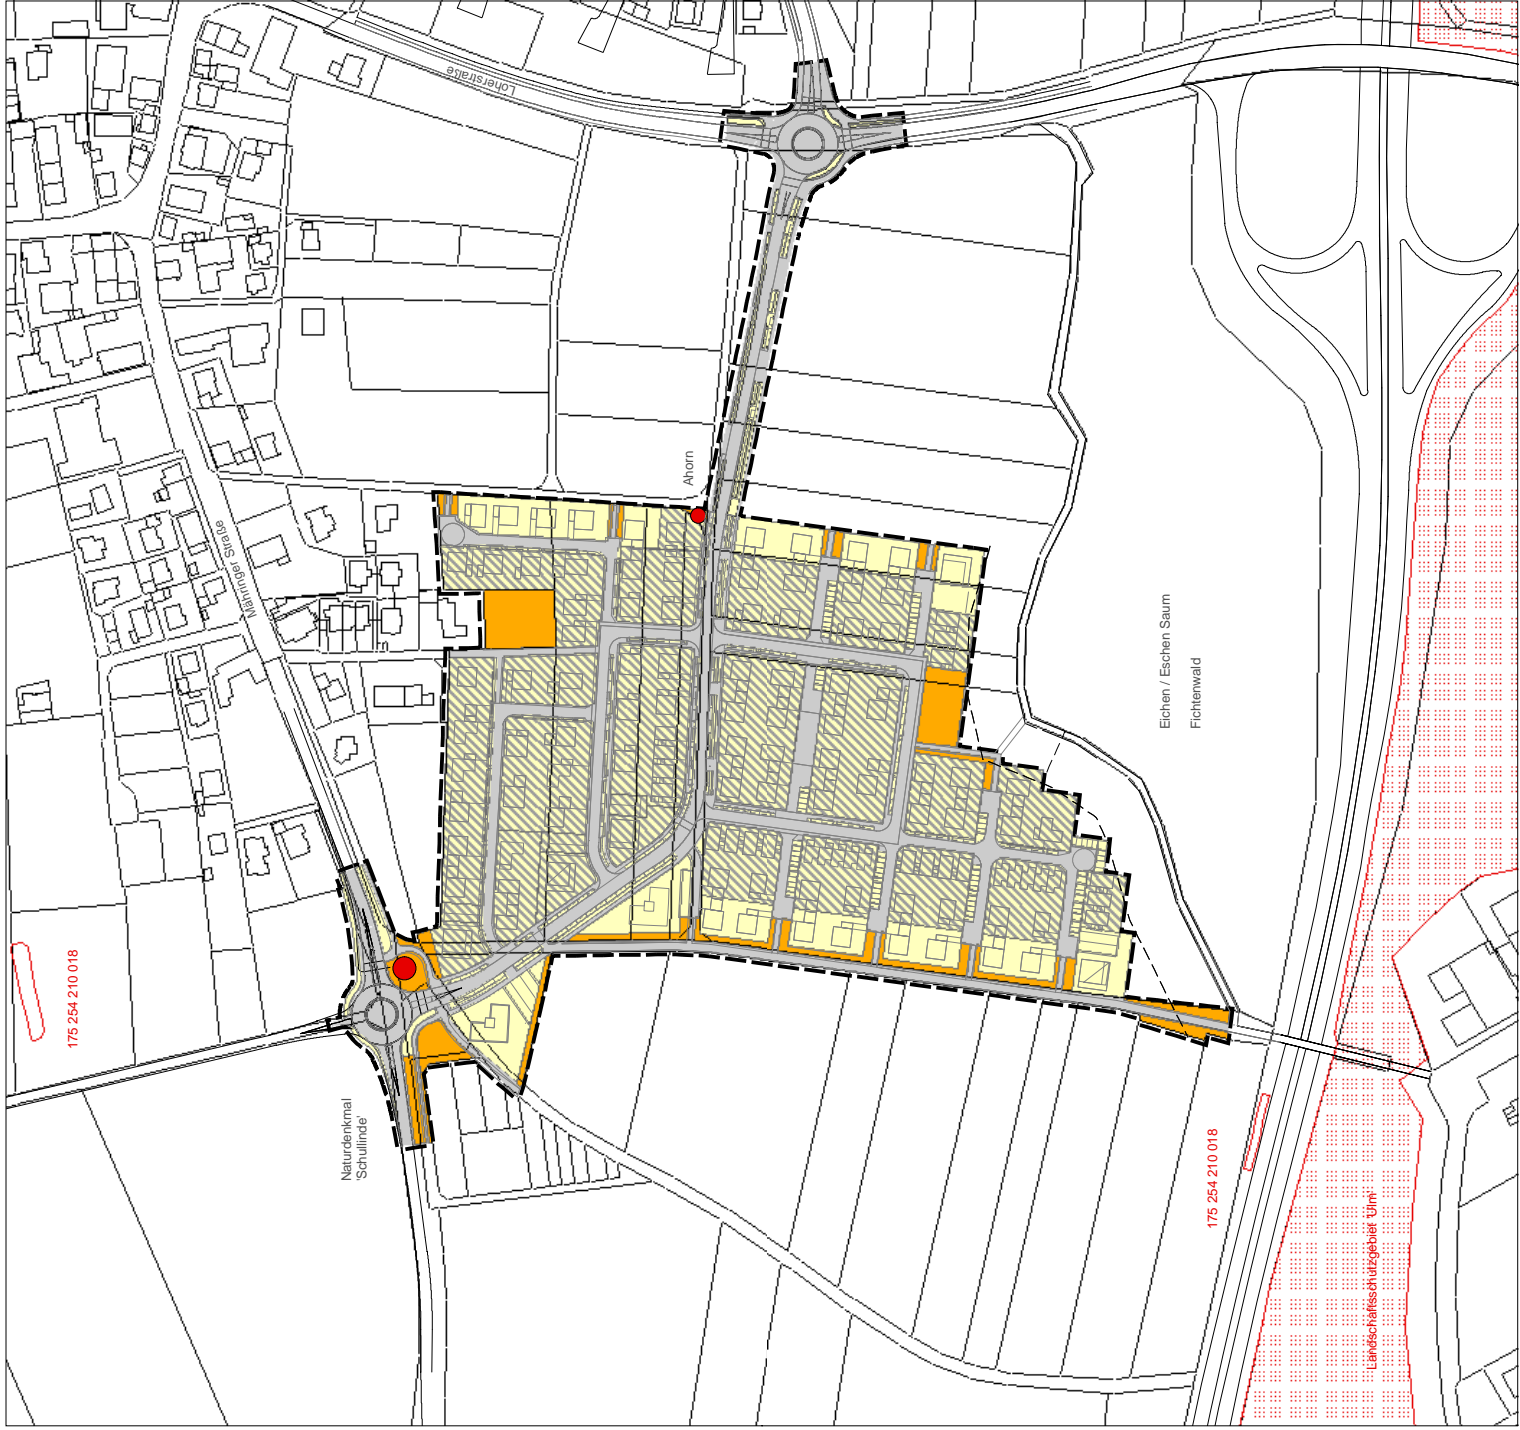 Loherstraße
Mähringer Straße
Ahorn
Eichen / Eschen Saum
Fichtenwald
175 254 210 018
Naturdenkmal
'Schullinde'
175 254 210 018
Landschaftsschutzgebiet 'Ulm'